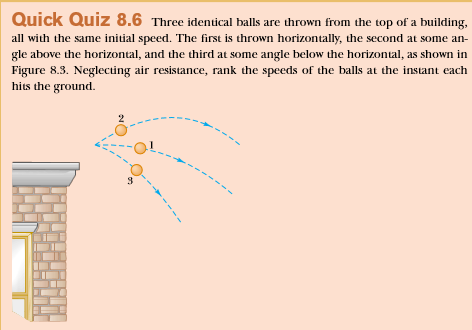 Quick Quiz 8.6 Three identical balls are thrown from the top of a building,
all with the same initial speed. The first is thrown horizontally, the second at some an-
gle above the horizontal, and the third at some angle below the horizontal, as shown in
Figure 8.3. Neglecting air resistance, rank the speeds of the balls at the instant each
hits the ground.
2
1
3